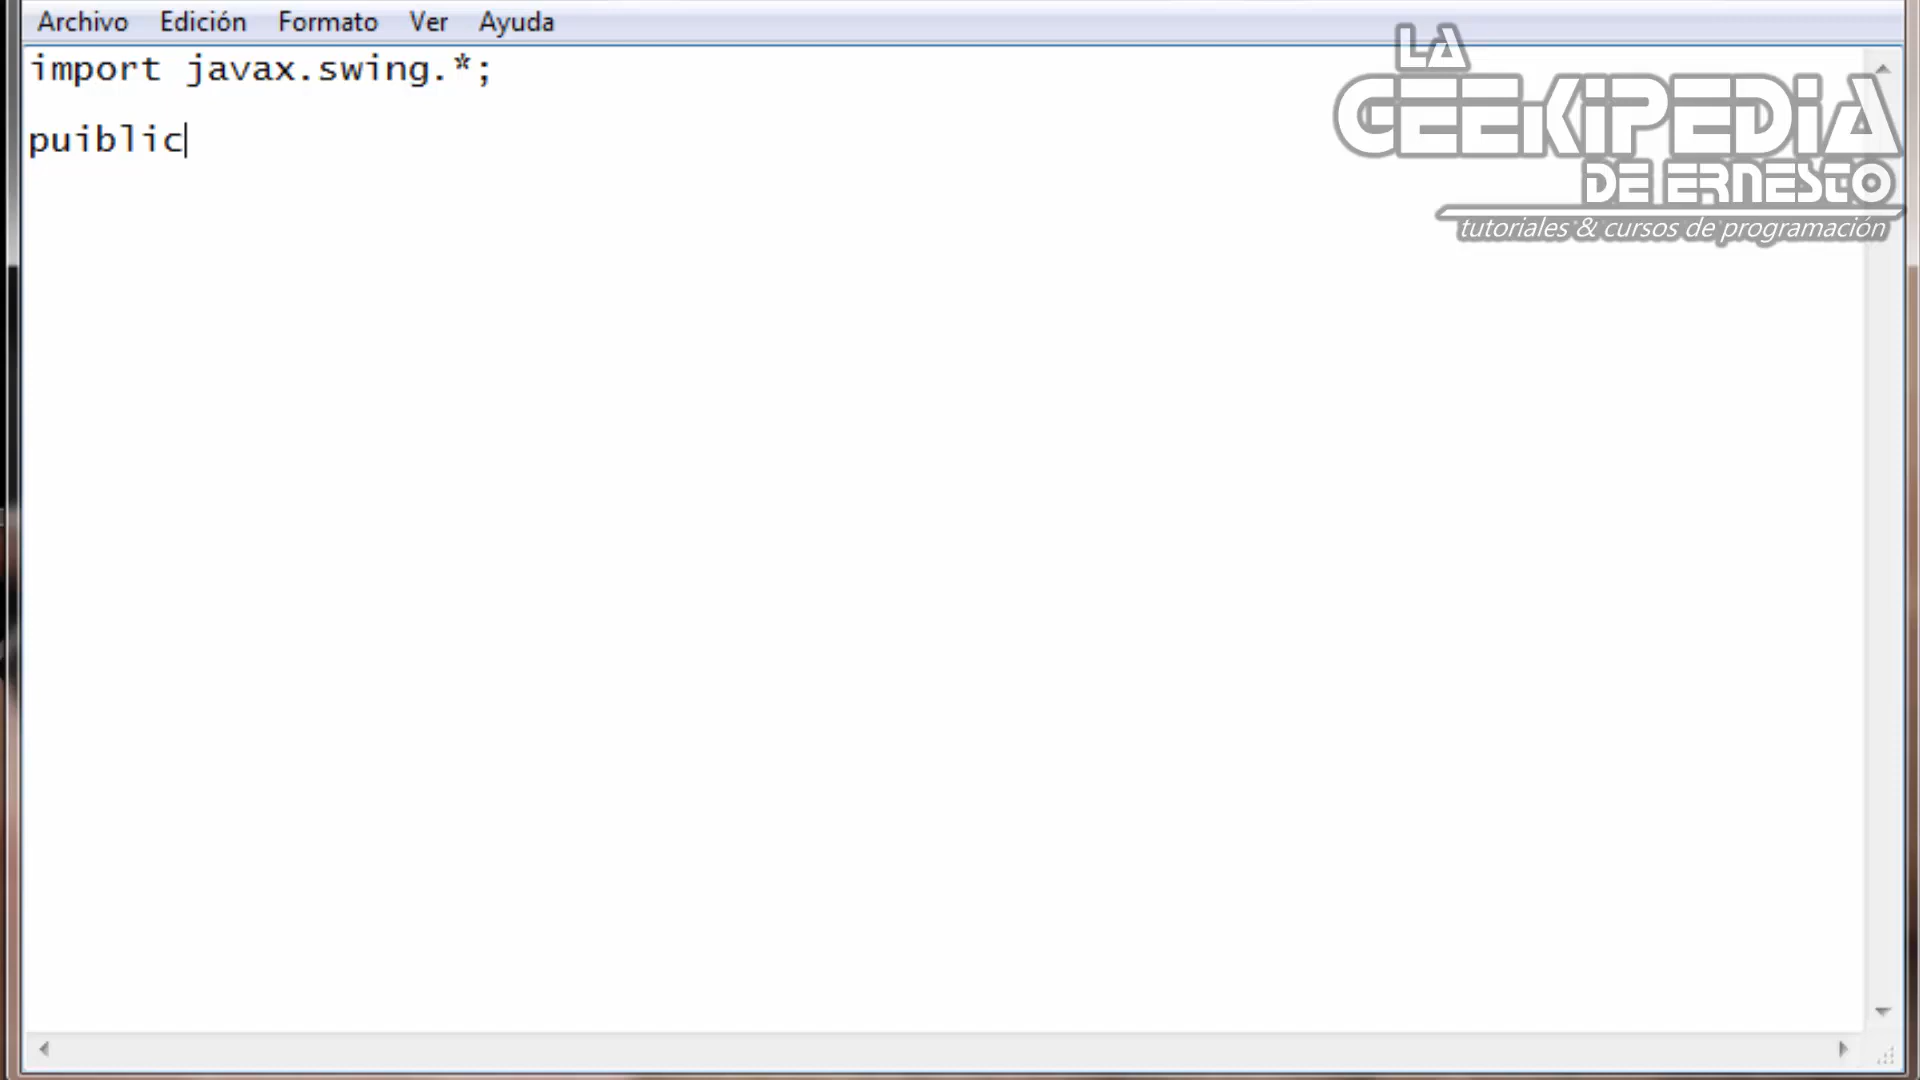 Archivo Edición Formato Ver Ayuda
import javax.swing.*;
puiblic
LA
GEEKIPEDIA
DE ERNESTO
tutoriales & cursos de programación